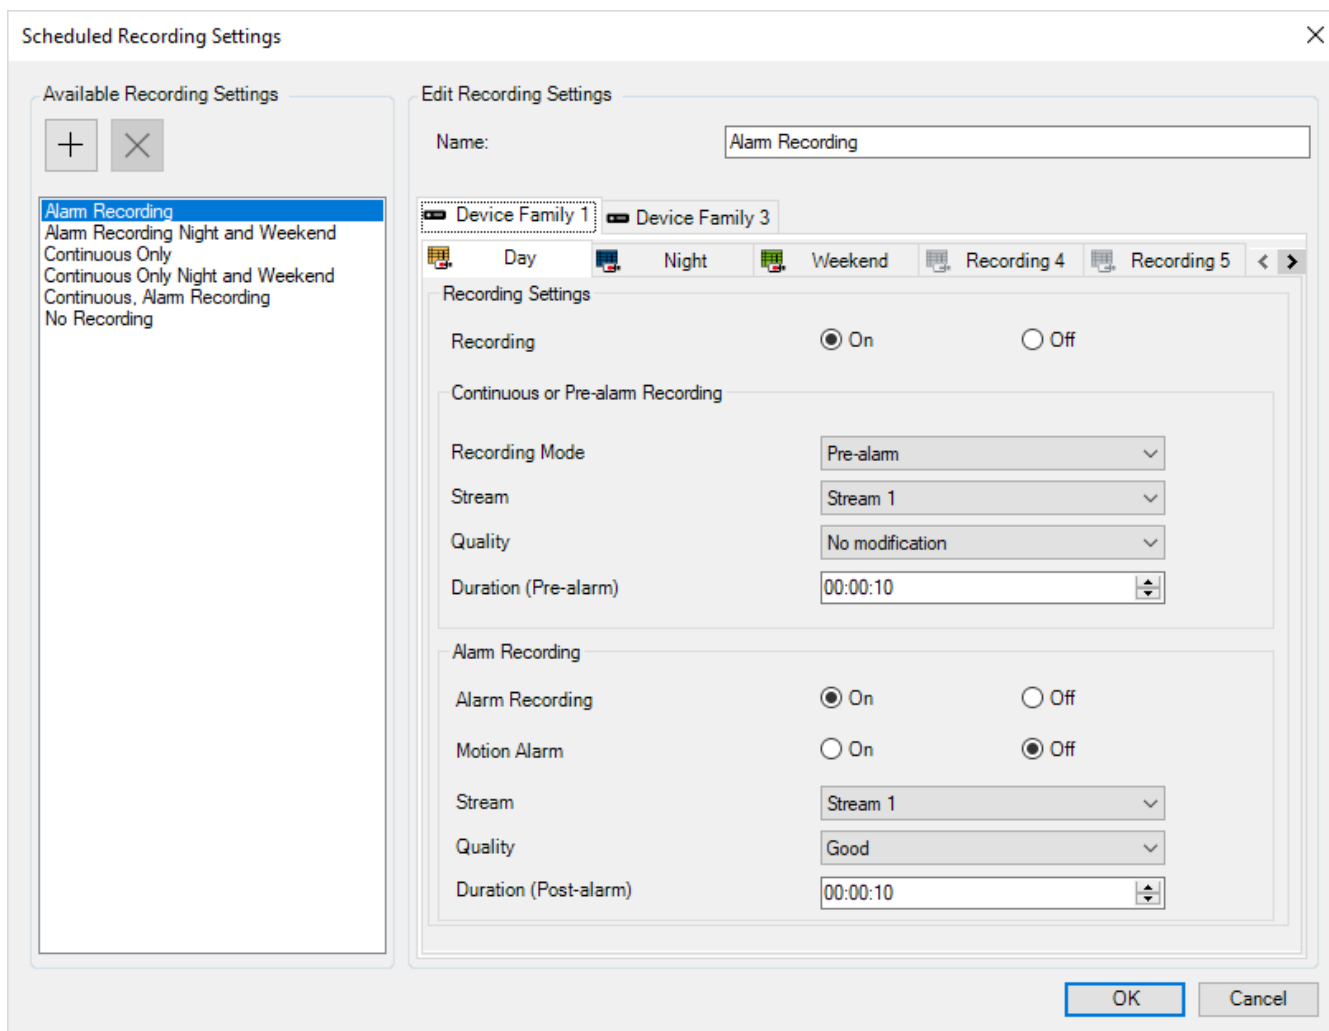 Scheduled Recording Settings
Available Recording Settings
Alarm Recording
Alarm Recording Night and Weekend
Continuous Only
Continuous Only Night and Weekend
Continuous, Alarm Recording
No Recording
Edit Recording Settings
Name: Alarm Recording
Device Family 1 Device Family 3
Day Night Weekend Recording 4 Recording 5
Recording Settings
Recording On Off
Continuous or Pre-alarm Recording
Recording Mode Pre-alarm
Stream Stream 1
Quality No modification
Duration (Pre-alarm) 00:00:10
Alarm Recording
Alarm Recording On Off
Motion Alarm On Off
Stream Stream 1
Quality Good
Duration (Post-alarm) 00:00:10
OK Cancel